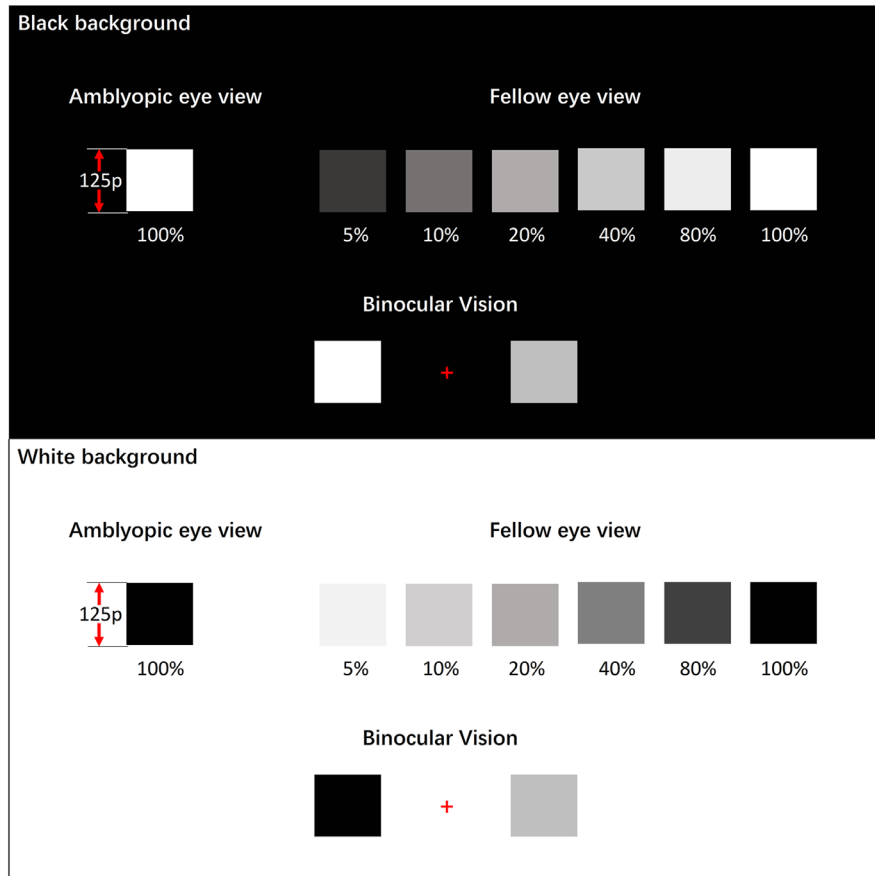 Black background
Amblyopic eye view Fellow eye view
125p
100% 5% 10% 20% 40% 80% 100%
Binocular Vision
+
White background
Amblyopic eye view Fellow eye view
125p
100% 5% 10% 20% 40% 80% 100%
Binocular Vision
+